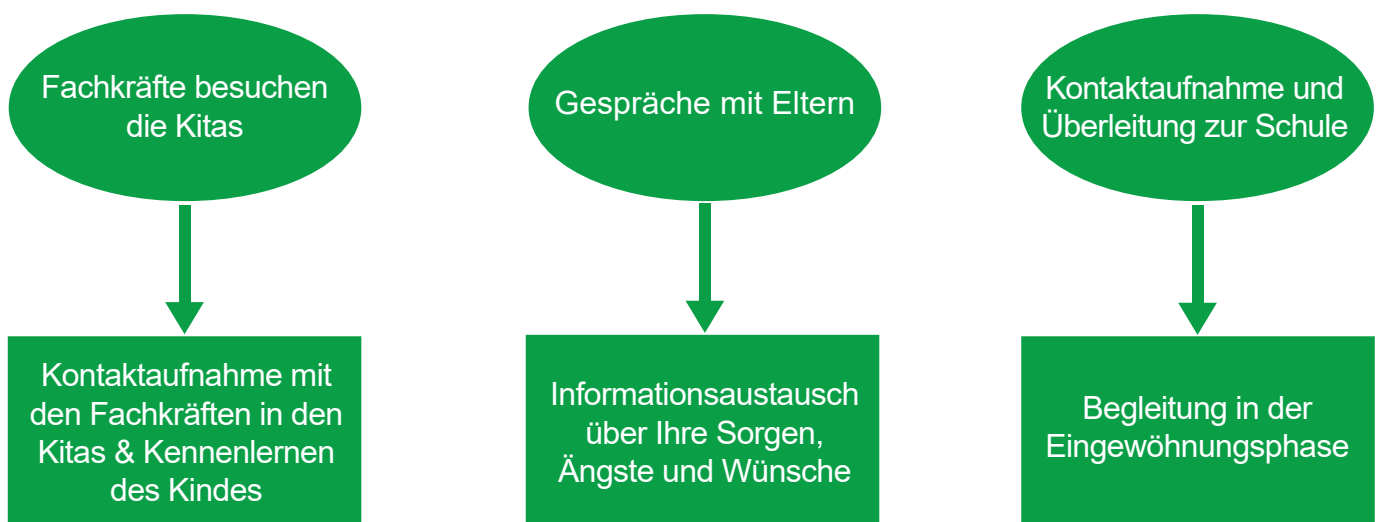 Fachkräfte besuchen
die Kitas
Gespräche mit Eltern
Kontaktaufnahme und
Überleitung zur Schule
Kontaktaufnahme mit
den Fachkräften in den
Kitas & Kennenlernen
des Kindes
Informationsaustausch
über Ihre Sorgen,
Ängste und Wünsche
Begleitung in der
Eingewöhnungsphase